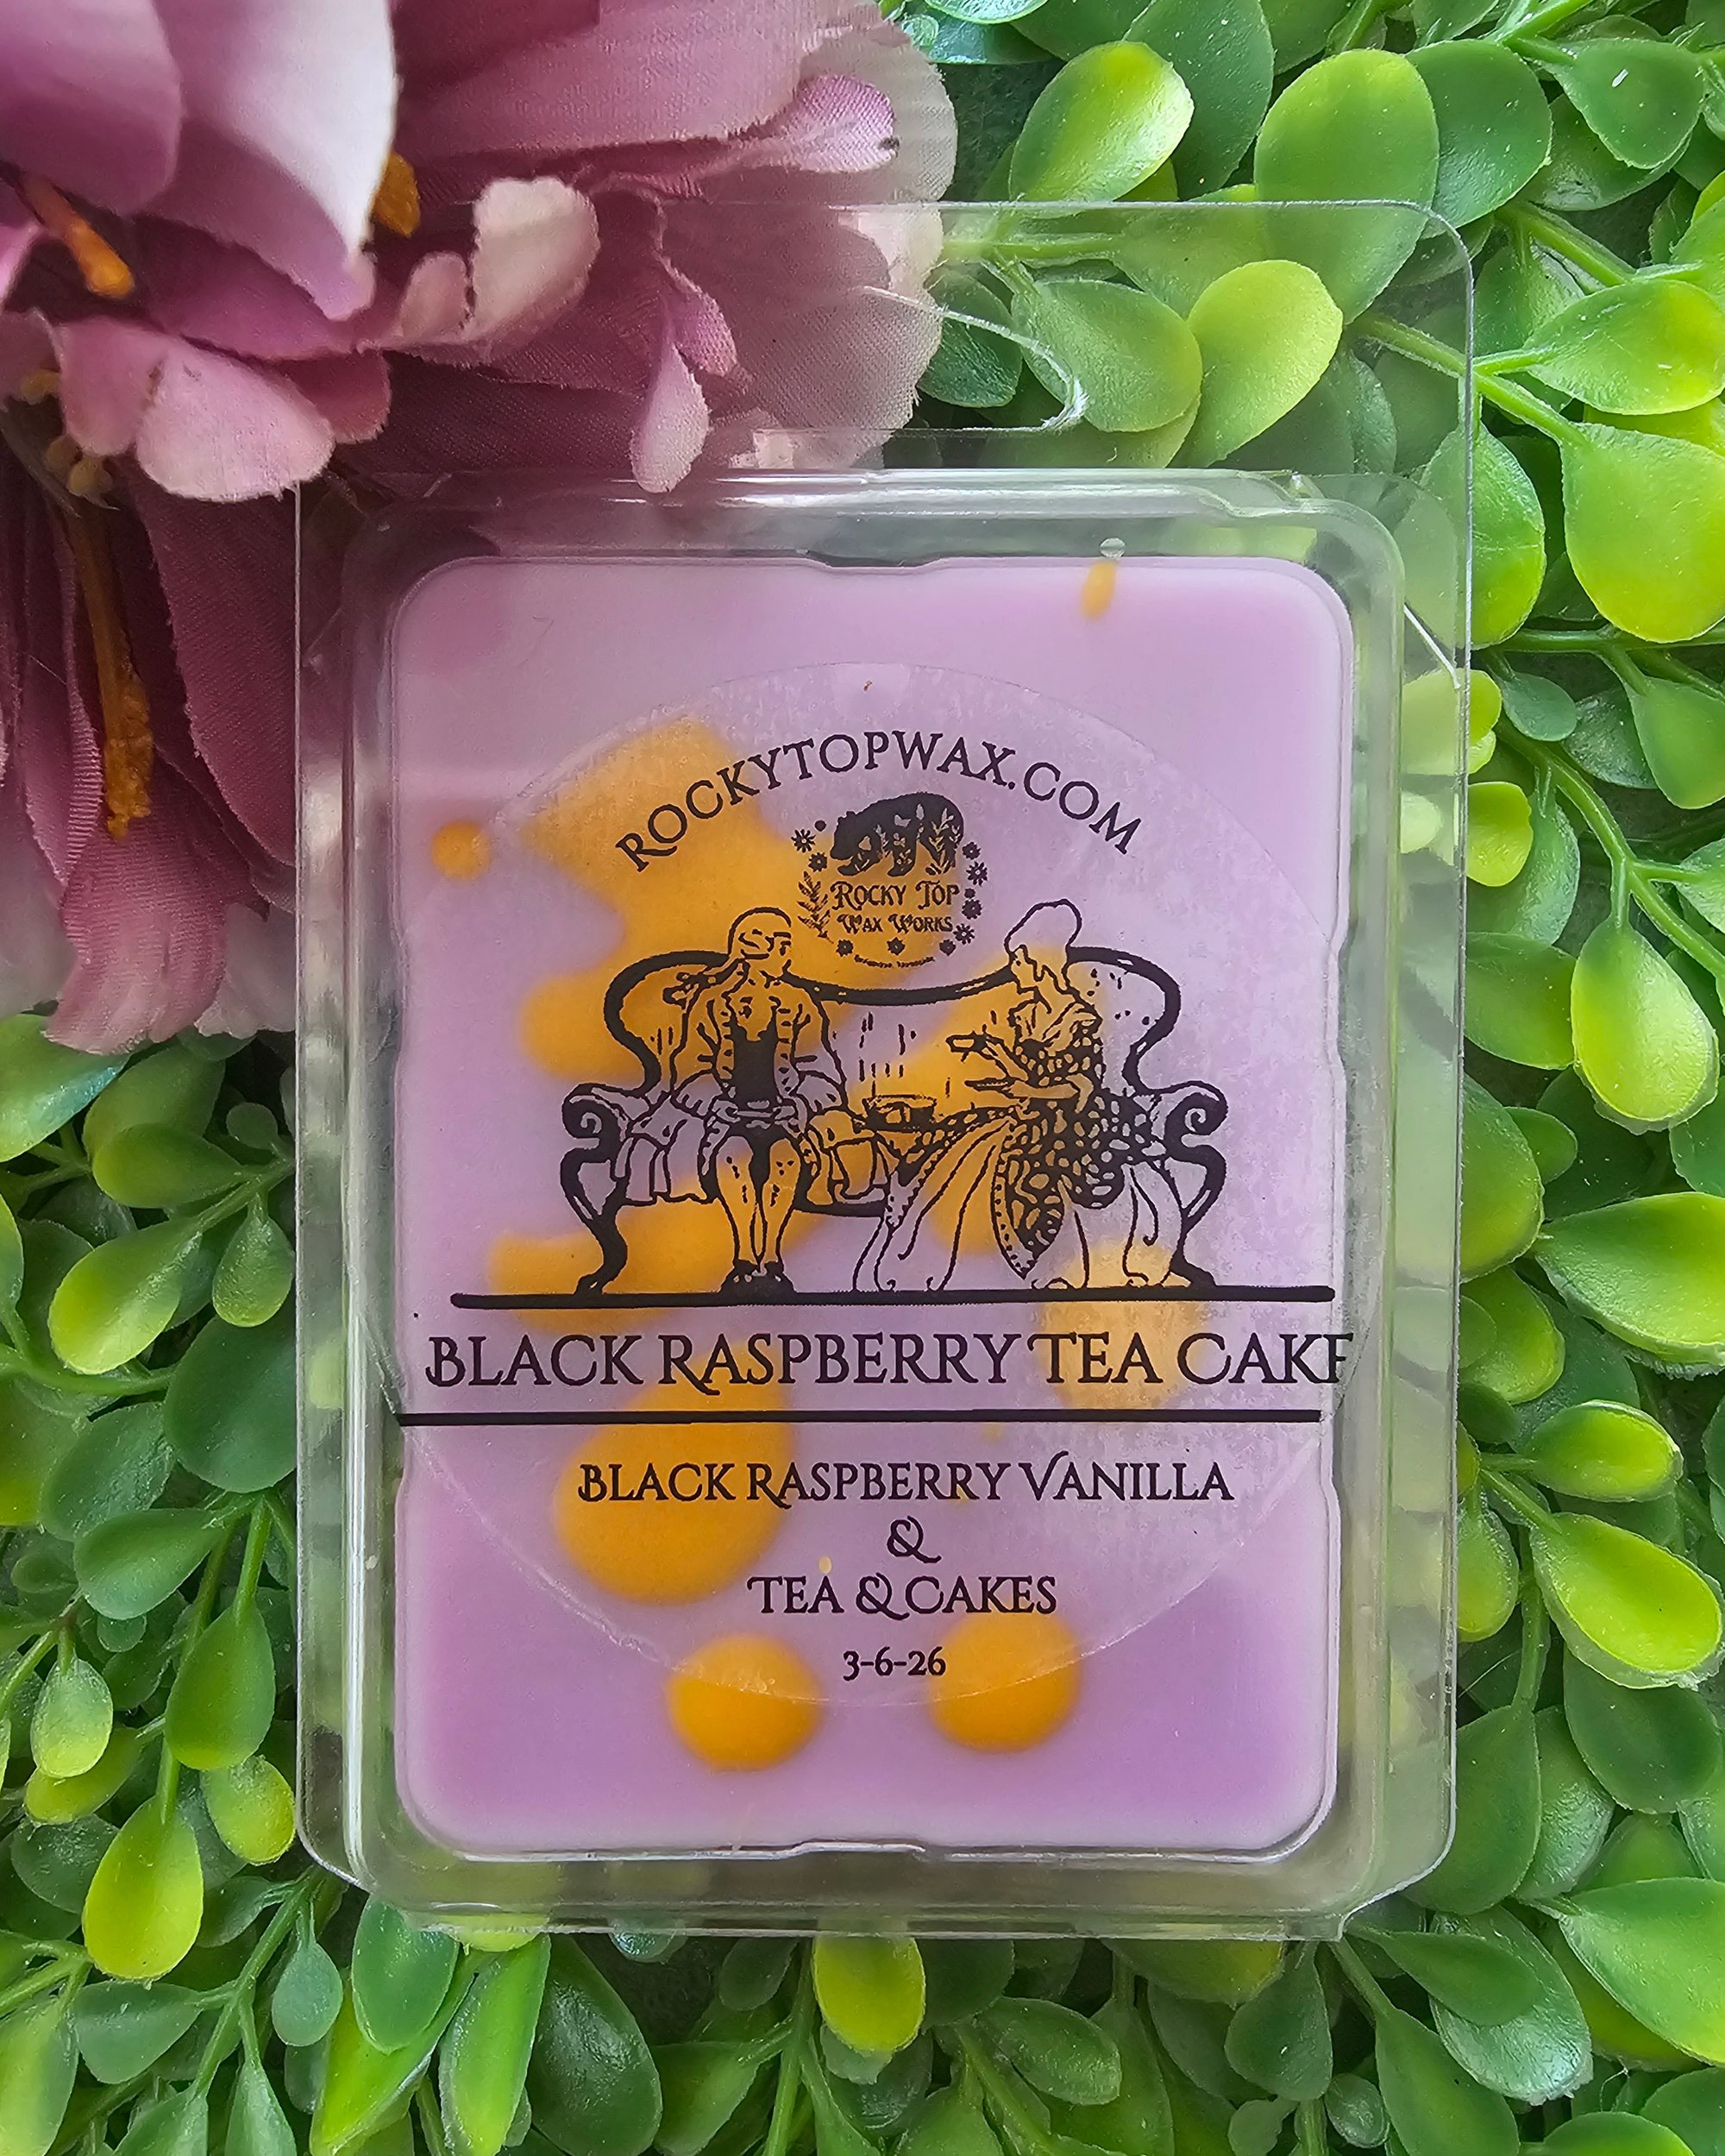 ROCKYTOPWAX.COM
ROCKY TOP
WAX WORKS
BLACK RASPBERRY TEA CAKE
BLACK RASPBERRY VANILLA
&
TEA & CAKES
3-6-26